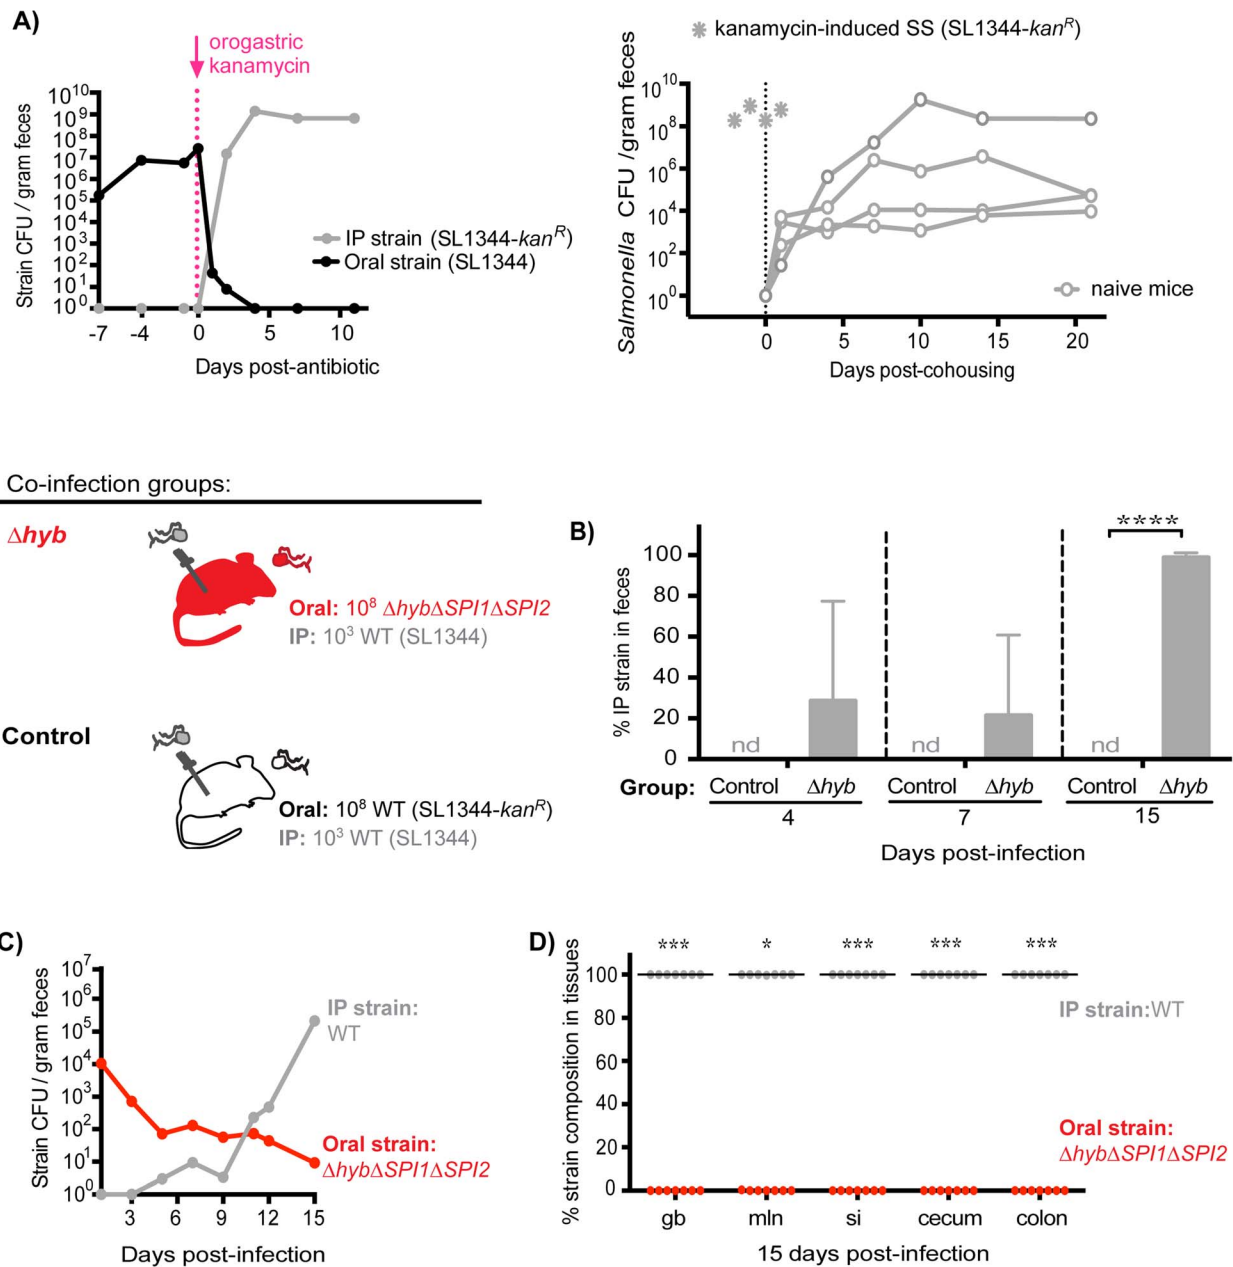 A)
orogastric
kanamycin
Strain CFU / gram feces
10^10
10^9
10^8
10^7
10^6
10^5
10^4
10^3
10^2
10^1
10^0
IP strain (SL1344-kan^R)
Oral strain (SL1344)
-7 -4 0 5 10
Days post-antibiotic
kanamycin-induced SS (SL1344-kan^R)
Salmonella CFU /gram feces
10^10
10^8
10^6
10^4
10^2
10^0
naive mice
0 5 10 15 20
Days post-cohousing
Co-infection groups:
Δhyb
Oral: 10^8 ΔhybΔSPI1ΔSPI2
IP: 10^3 WT (SL1344)
Control
Oral: 10^8 WT (SL1344-kan^R)
IP: 10^3 WT (SL1344)
B)
% IP strain in feces
100
80
60
40
20
0
****
nd nd nd
Group: Control Δhyb Control Δhyb Control Δhyb
4 7 15
Days post-infection
C)
Strain CFU / gram feces
10^7
10^6
10^5
10^4
10^3
10^2
10^1
10^0
IP strain:
WT
Oral strain:
ΔhybΔSPI1ΔSPI2
3 6 9 12 15
Days post-infection
D)
% strain composition in tissues
*** * *** *** ***
100
80
60
40
20
0
IP strain:WT
Oral strain:
ΔhybΔSPI1ΔSPI2
gb mln si cecum colon
15 days post-infection